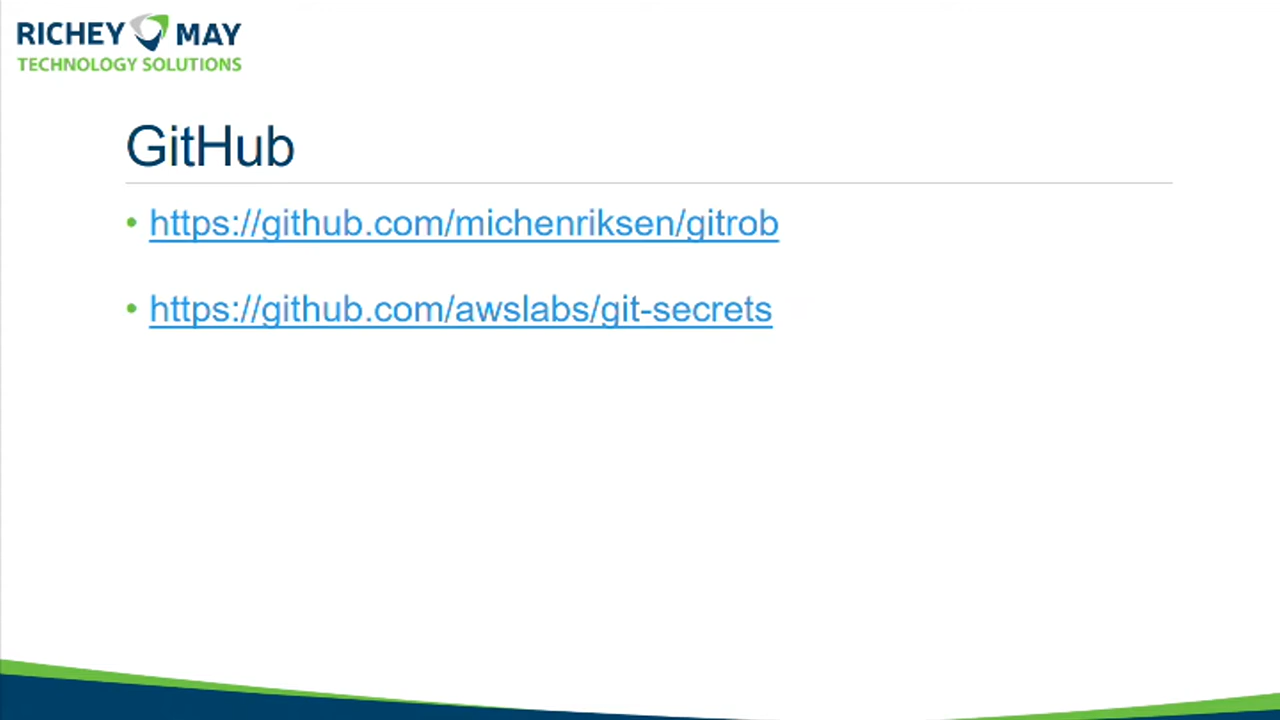 RICHEY MAY
TECHNOLOGY SOLUTIONS
GitHub
• https://github.com/michenriksen/gitrob
• https://github.com/awslabs/git-secrets